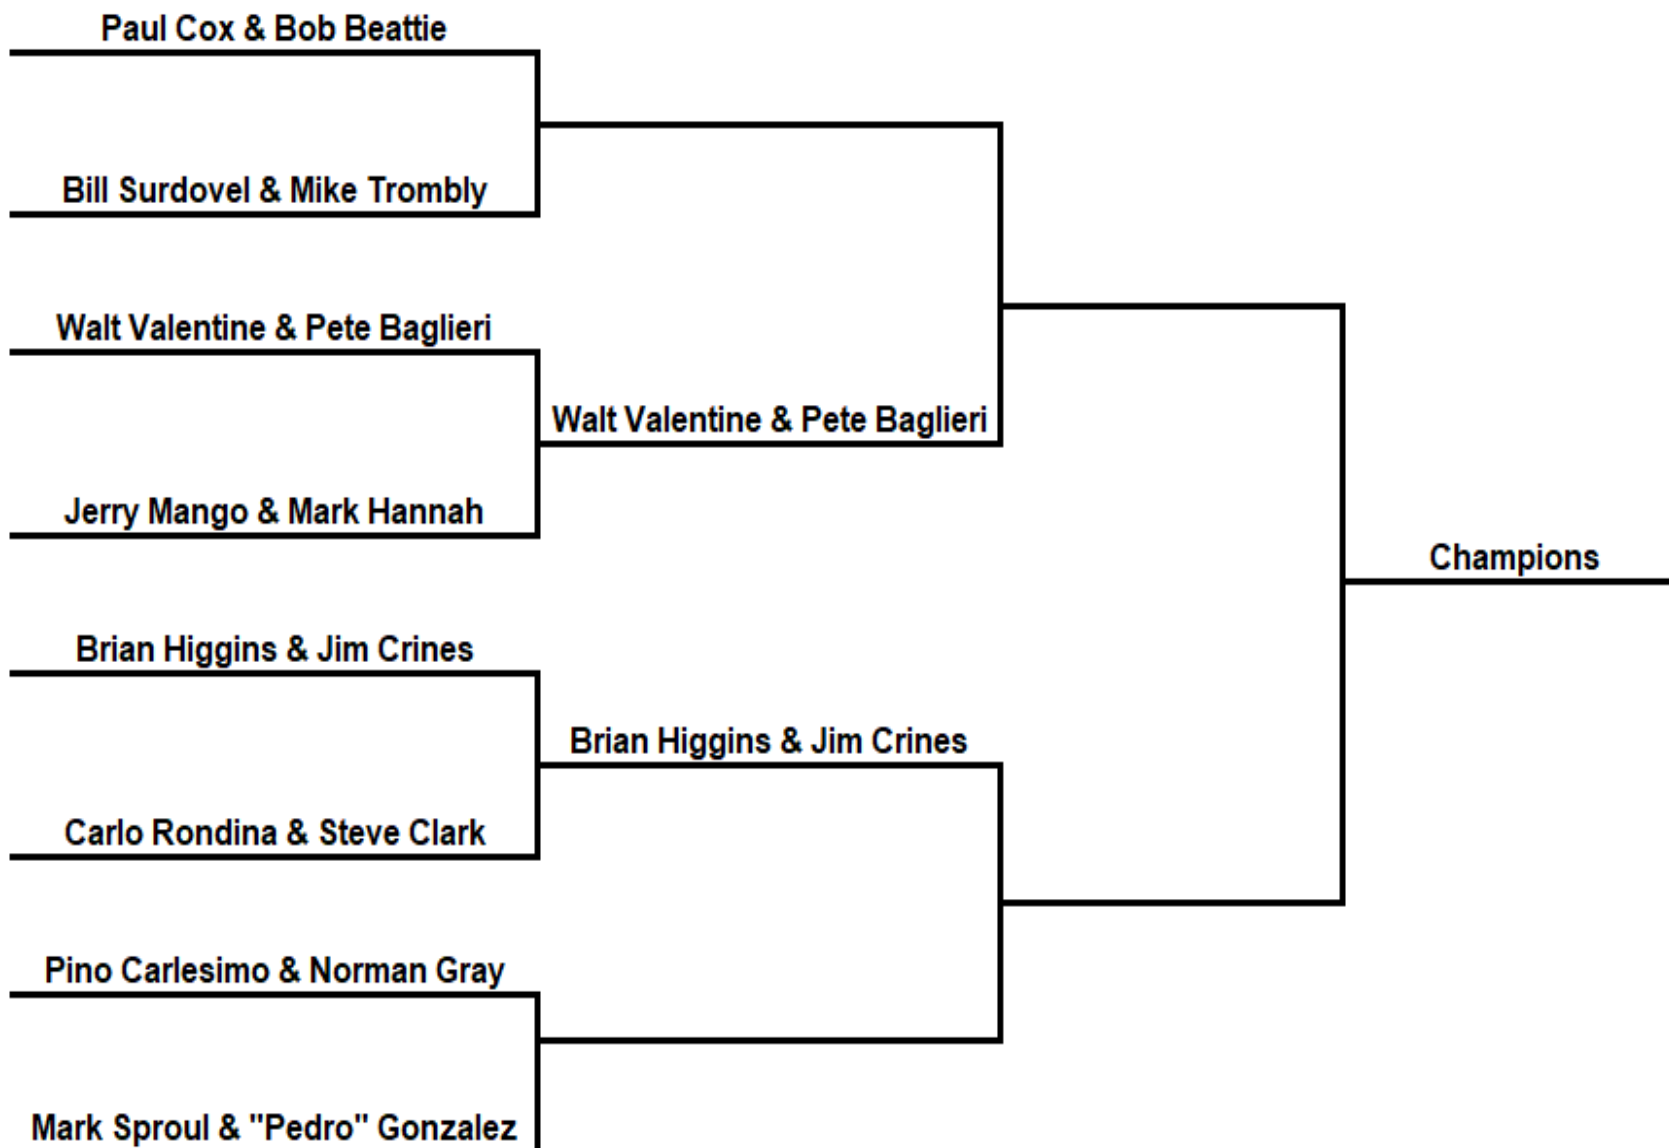 Paul Cox & Bob Beattie
Bill Surdovel & Mike Trombly
Walt Valentine & Pete Baglieri
Walt Valentine & Pete Baglieri
Jerry Mango & Mark Hannah
Champions
Brian Higgins & Jim Crines
Brian Higgins & Jim Crines
Carlo Rondina & Steve Clark
Pino Carlesimo & Norman Gray
Mark Sproul & "Pedro" Gonzalez